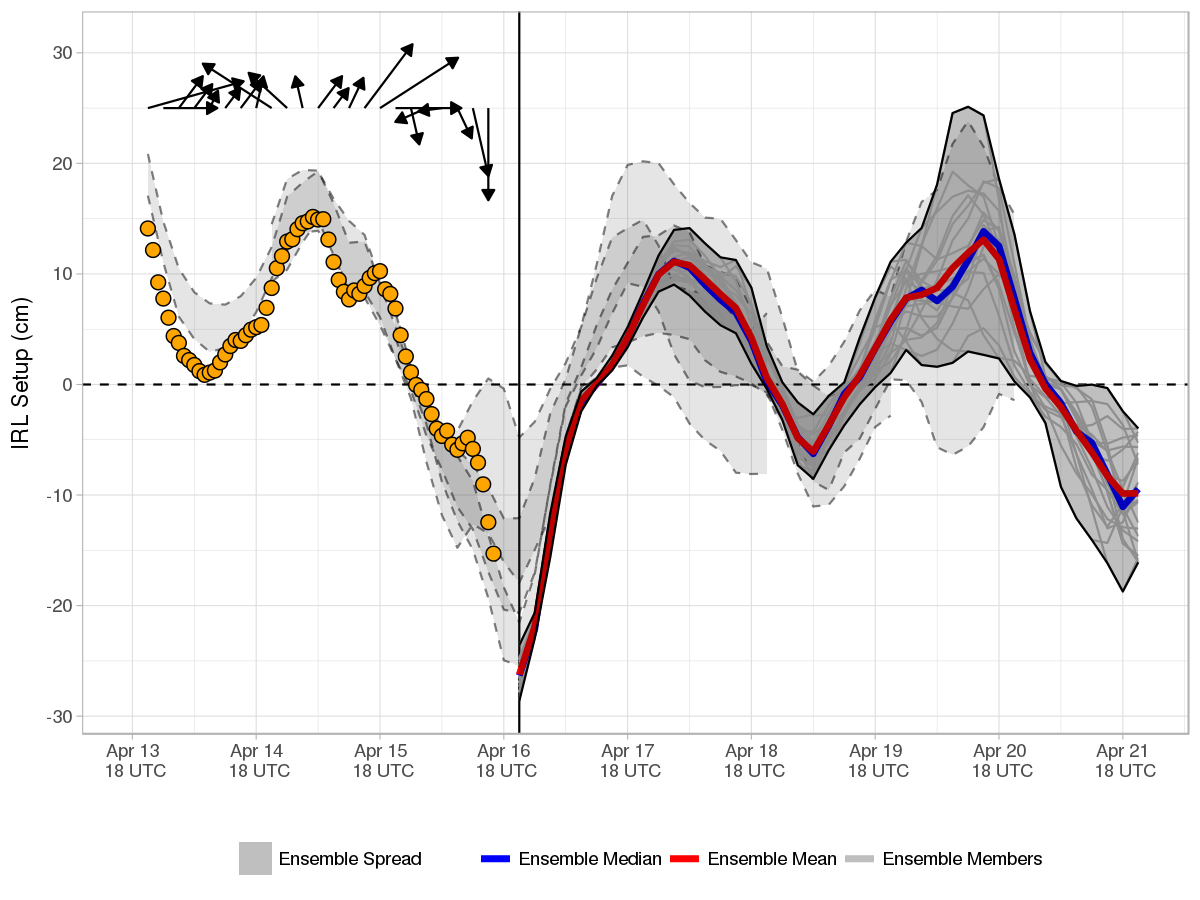 IRL Setup (cm)
30
20
10
0
-10
-20
-30
Apr 13
18 UTC
Apr 14
18 UTC
Apr 15
18 UTC
Apr 16
18 UTC
Apr 17
18 UTC
Apr 18
18 UTC
Apr 19
18 UTC
Apr 20
18 UTC
Apr 21
18 UTC
Ensemble Spread
Ensemble Median
Ensemble Mean
Ensemble Members